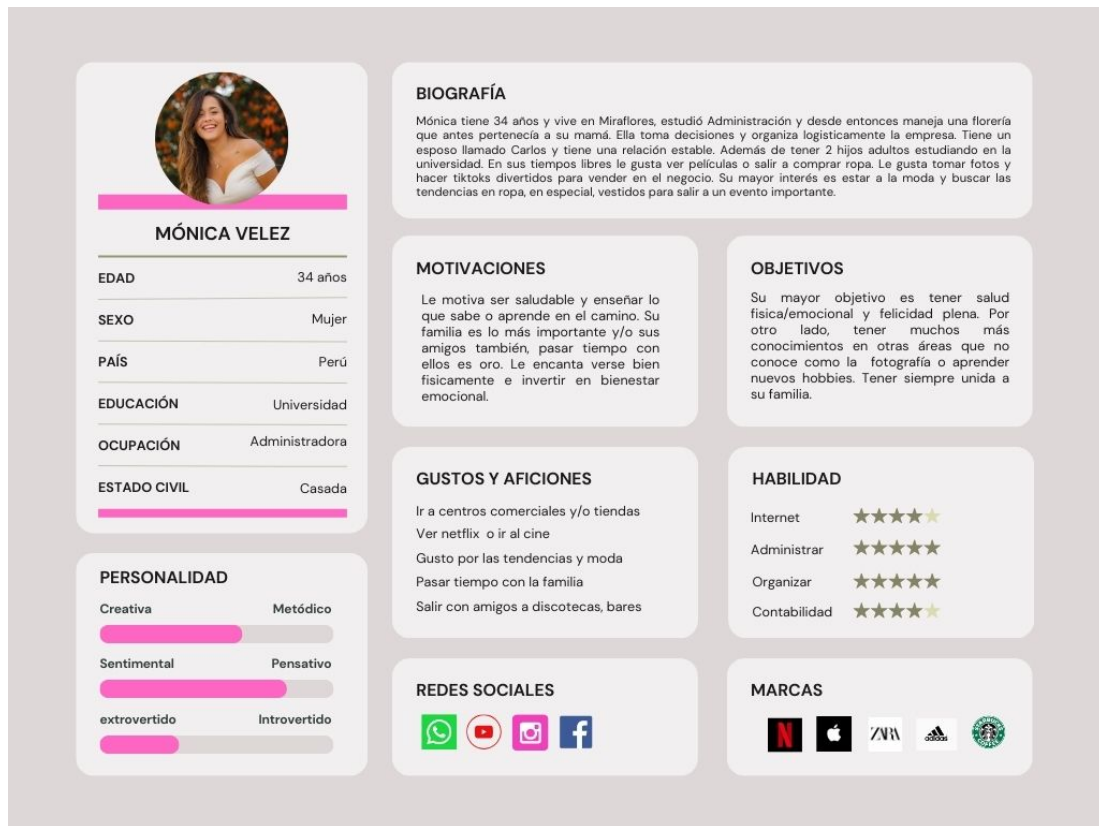 MÓNICA VELEZ
EDAD 34 años
SEXO Mujer
PAÍS Perú
EDUCACIÓN Universidad
OCUPACIÓN Administradora
ESTADO CIVIL Casada
PERSONALIDAD
Creativa Metódico
Sentimental Pensativo
extrovertido Introvertido
BIOGRAFÍA
Mónica tiene 34 años y vive en Miraflores, estudió Administración y desde entonces maneja una florería
que antes pertenecía a su mamá. Ella toma decisiones y organiza logisticamente la empresa. Tiene un
esposo llamado Carlos y tiene una relación estable. Además de tener 2 hijos adultos estudiando en la
universidad. En sus tiempos libres le gusta ver películas o salir a comprar ropa. Le gusta tomar fotos y
hacer tiktoks divertidos para vender en el negocio. Su mayor interés es estar a la moda y buscar las
tendencias en ropa, en especial, vestidos para salir a un evento importante.
MOTIVACIONES
Le motiva ser saludable y enseñar lo
que sabe o aprende en el camino. Su
familia es lo más importante y/o sus
amigos también, pasar tiempo con
ellos es oro. Le encanta verse bien
fisicamente e invertir en bienestar
emocional.
OBJETIVOS
Su mayor objetivo es tener salud
fisica/emocional y felicidad plena. Por
otro lado, tener muchos más
conocimientos en otras áreas que no
conoce como la fotografía o aprender
nuevos hobbies. Tener siempre unida a
su familia.
GUSTOS Y AFICIONES
Ir a centros comerciales y/o tiendas
Ver netflix o ir al cine
Gusto por las tendencias y moda
Pasar tiempo con la familia
Salir con amigos a discotecas, bares
HABILIDAD
Internet
Administrar
Organizar
Contabilidad
REDES SOCIALES
MARCAS
N
ZARA
adidas
STARBUCKS
COFFEE